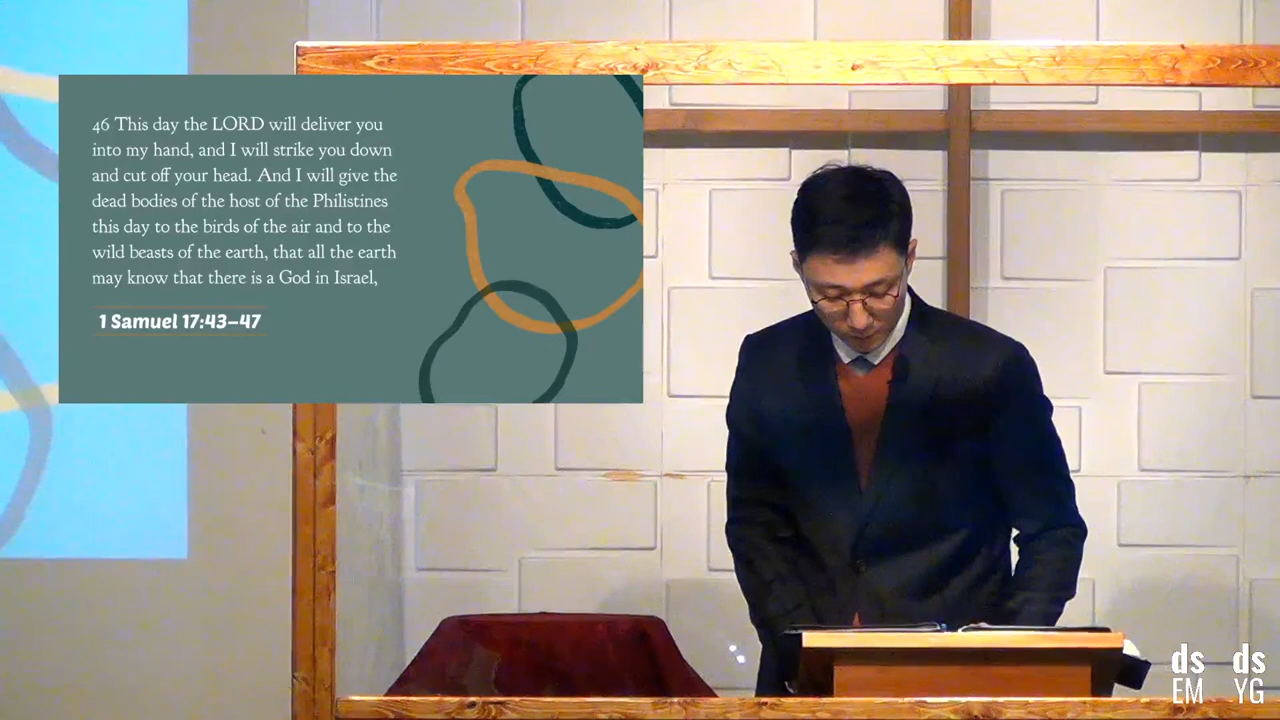 46 This day the LORD will deliver you
into my hand, and I will strike you down
and cut off your head. And I will give the
dead bodies of the host of the Philistines
this day to the birds of the air and to the
wild beasts of the earth, that all the earth
may know that there is a God in Israel,
1 Samuel 17:43–47
ds ds
EM YG